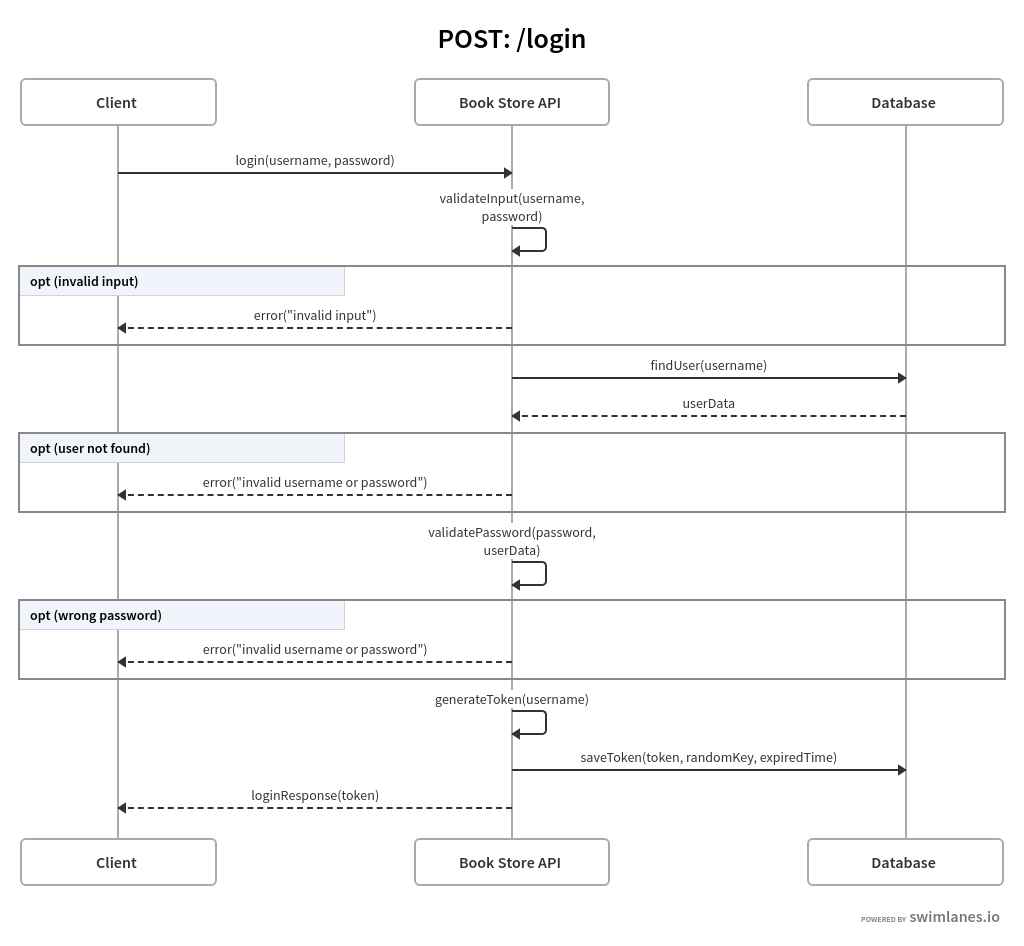 POST: /login
Client
Book Store API
Database
login(username, password)
validateInput(username,
password)
opt (invalid input)
error("invalid input")
findUser(username)
userData
opt (user not found)
error("invalid username or password")
validatePassword(password,
userData)
opt (wrong password)
error("invalid username or password")
generateToken(username)
saveToken(token, randomKey, expiredTime)
loginResponse(token)
Client
Book Store API
Database
POWERED BY swimlanes.io